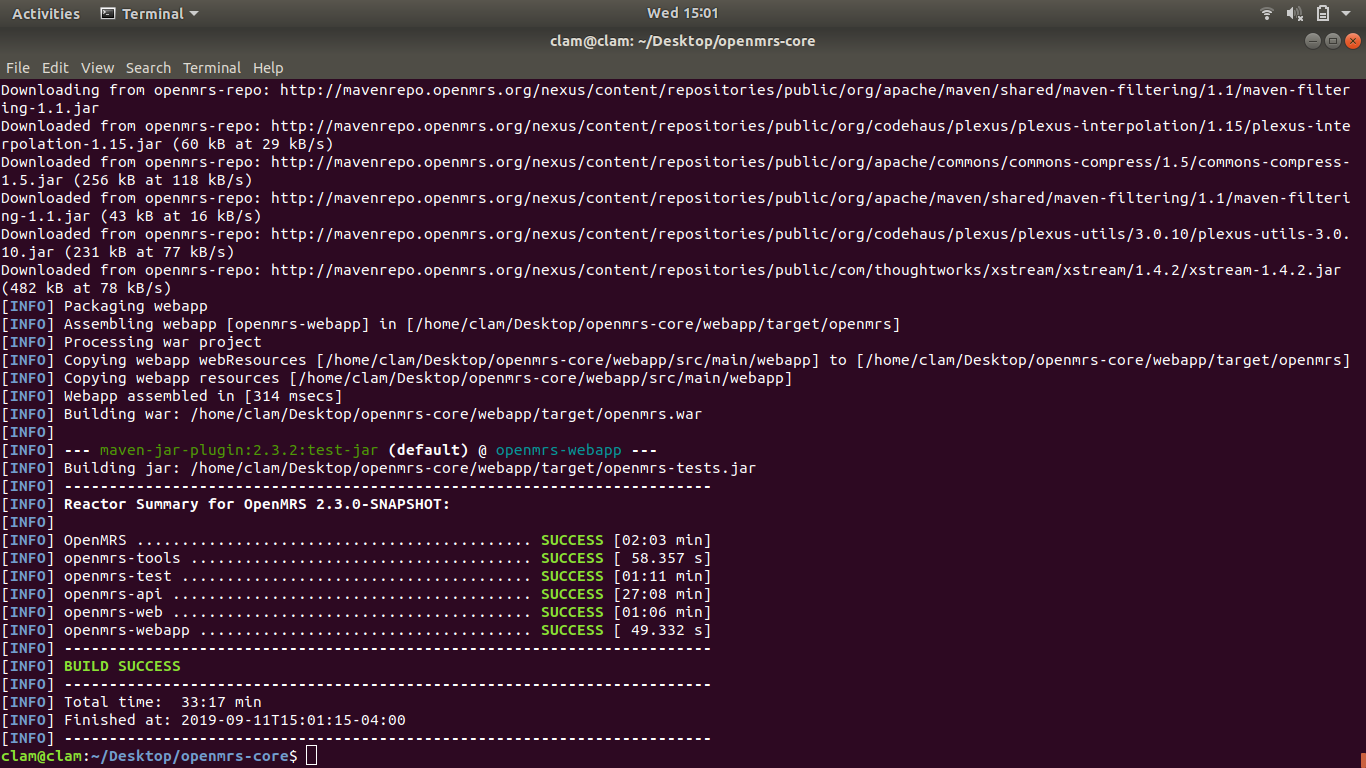 Activities Terminal Wed 15:01
clam@clam: ~/Desktop/openmrs-core
File Edit View Search Terminal Help
Downloading from openmrs-repo: http://mavenrepo.openmrs.org/nexus/content/repositories/public/org/apache/maven/shared/maven-filtering/1.1/maven-filter
ing-1.1.jar
Downloaded from openmrs-repo: http://mavenrepo.openmrs.org/nexus/content/repositories/public/org/codehaus/plexus/plexus-interpolation/1.15/plexus-inte
rpolation-1.15.jar (60 kB at 29 kB/s)
Downloaded from openmrs-repo: http://mavenrepo.openmrs.org/nexus/content/repositories/public/org/apache/commons/commons-compress/1.5/commons-compress-
1.5.jar (256 kB at 118 kB/s)
Downloaded from openmrs-repo: http://mavenrepo.openmrs.org/nexus/content/repositories/public/org/apache/maven/shared/maven-filtering/1.1/maven-filteri
ng-1.1.jar (43 kB at 16 kB/s)
Downloaded from openmrs-repo: http://mavenrepo.openmrs.org/nexus/content/repositories/public/org/codehaus/plexus/plexus-utils/3.0.10/plexus-utils-3.0.
10.jar (231 kB at 77 kB/s)
Downloaded from openmrs-repo: http://mavenrepo.openmrs.org/nexus/content/repositories/public/com/thoughtworks/xstream/xstream/1.4.2/xstream-1.4.2.jar
(482 kB at 78 kB/s)
[INFO] Packaging webapp
[INFO] Assembling webapp [openmrs-webapp] in [/home/clam/Desktop/openmrs-core/webapp/target/openmrs]
[INFO] Processing war project
[INFO] Copying webapp webResources [/home/clam/Desktop/openmrs-core/webapp/src/main/webapp] to [/home/clam/Desktop/openmrs-core/webapp/target/openmrs]
[INFO] Copying webapp resources [/home/clam/Desktop/openmrs-core/webapp/src/main/webapp]
[INFO] Webapp assembled in [314 msecs]
[INFO] Building war: /home/clam/Desktop/openmrs-core/webapp/target/openmrs.war
[INFO]
[INFO] --- maven-jar-plugin:2.3.2:test-jar (default) @ openmrs-webapp ---
[INFO] Building jar: /home/clam/Desktop/openmrs-core/webapp/target/openmrs-tests.jar
[INFO] ------------------------------------------------------------------------
[INFO] Reactor Summary for OpenMRS 2.3.0-SNAPSHOT:
[INFO]
[INFO] OpenMRS ............................................ SUCCESS [02:03 min]
[INFO] openmrs-tools ...................................... SUCCESS [ 58.357 s]
[INFO] openmrs-test ....................................... SUCCESS [01:11 min]
[INFO] openmrs-api ........................................ SUCCESS [27:08 min]
[INFO] openmrs-web ........................................ SUCCESS [01:06 min]
[INFO] openmrs-webapp ..................................... SUCCESS [ 49.332 s]
[INFO] ------------------------------------------------------------------------
[INFO] BUILD SUCCESS
[INFO] ------------------------------------------------------------------------
[INFO] Total time:  33:17 min
[INFO] Finished at: 2019-09-11T15:01:15-04:00
[INFO] ------------------------------------------------------------------------
clam@clam:~/Desktop/openmrs-core$